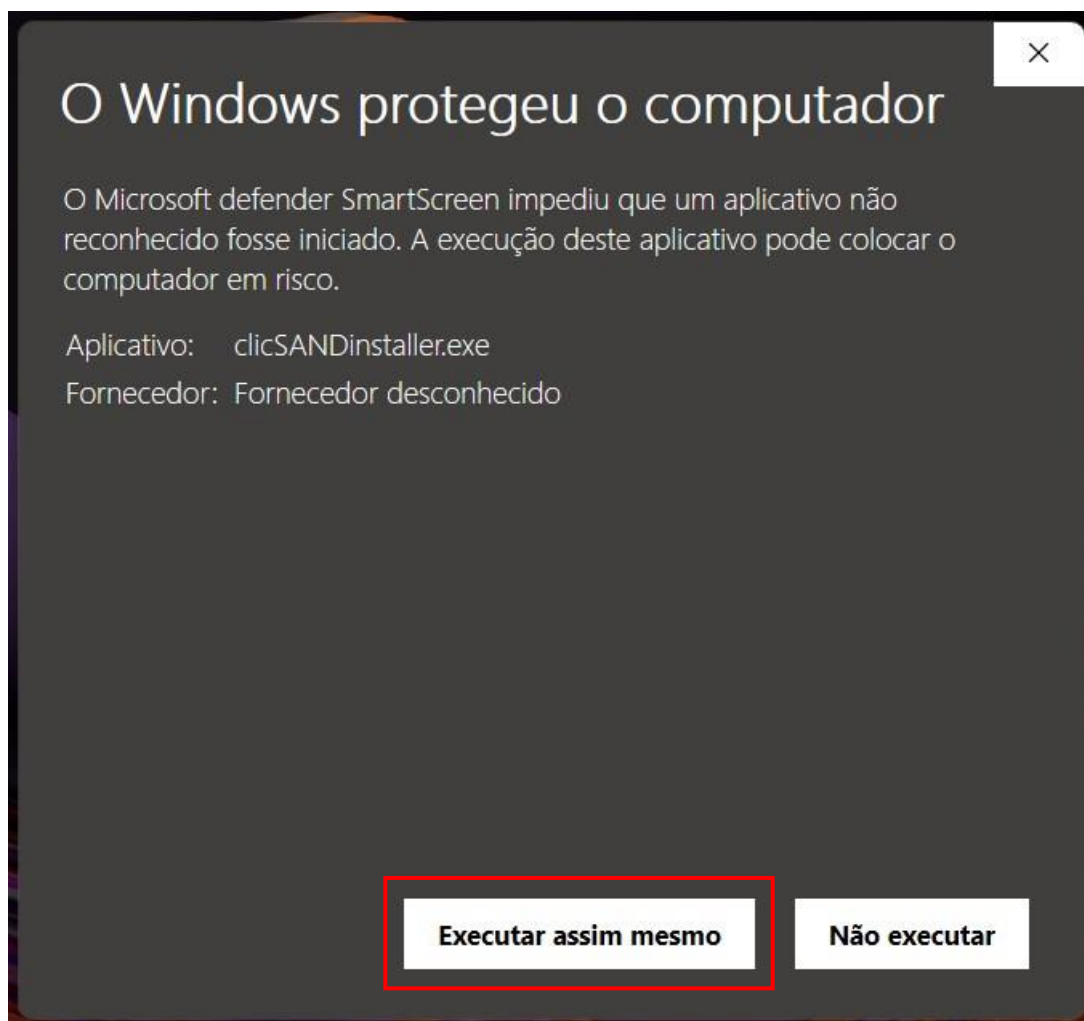 O Windows protegeu o computador
O Microsoft defender SmartScreen impediu que um aplicativo não
reconhecido fosse iniciado. A execução deste aplicativo pode colocar o
computador em risco.
Aplicativo: clicSANDinstaller.exe
Fornecedor: Fornecedor desconhecido
Executar assim mesmo Não executar